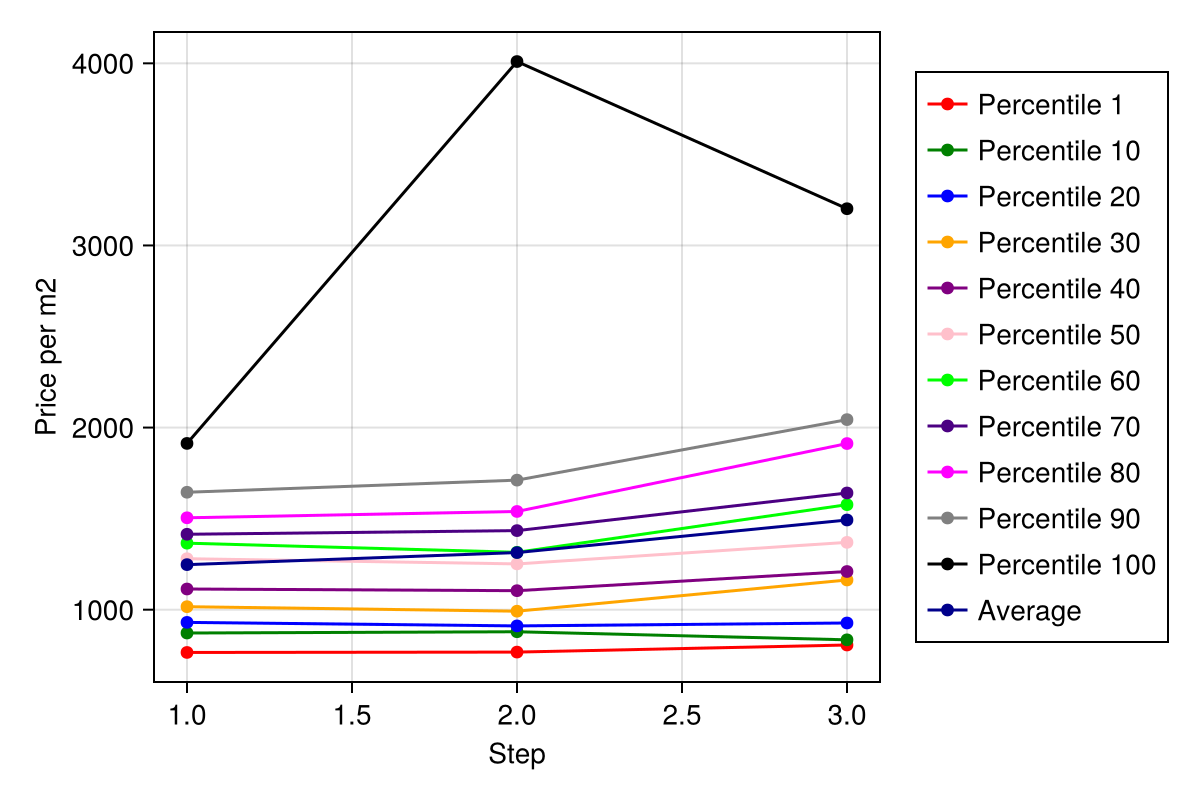 4000
3000
2000
1000
Price per m2
1.0 1.5 2.0 2.5 3.0
Step
Percentile 1
Percentile 10
Percentile 20
Percentile 30
Percentile 40
Percentile 50
Percentile 60
Percentile 70
Percentile 80
Percentile 90
Percentile 100
Average